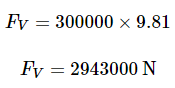 F_V = 300000 × 9.81
F_V = 2943000 N